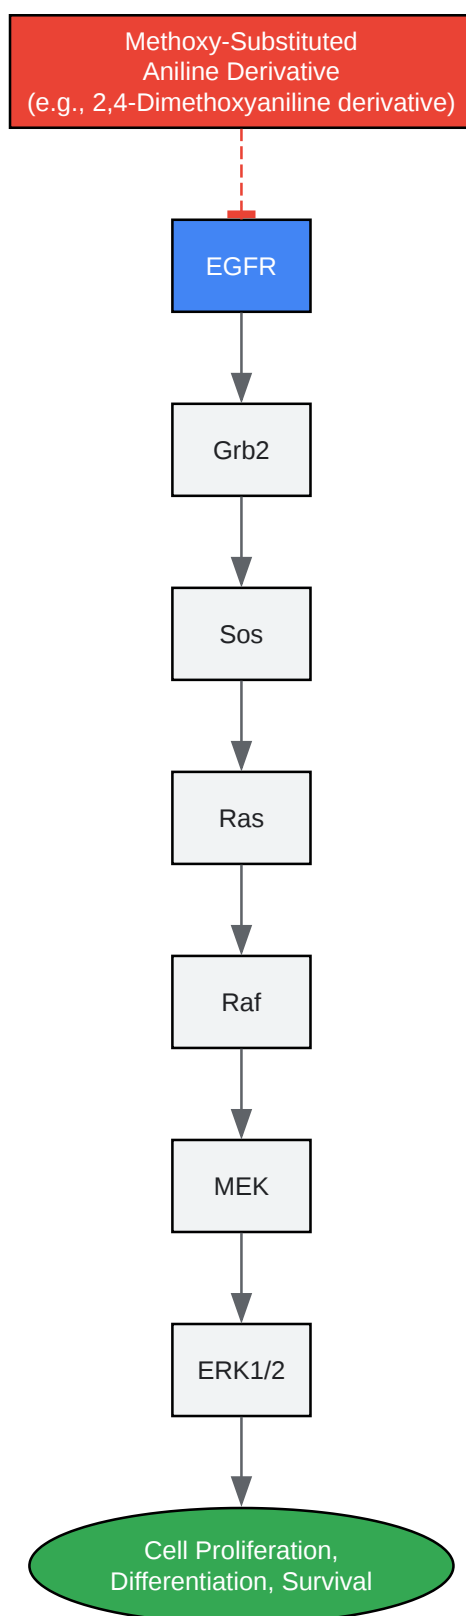 Methoxy-Substituted
Aniline Derivative
(e.g., 2,4-Dimethoxyaniline derivative)
EGFR
Grb2
Sos
Ras
Raf
MEK
ERK1/2
Cell Proliferation,
Differentiation, Survival